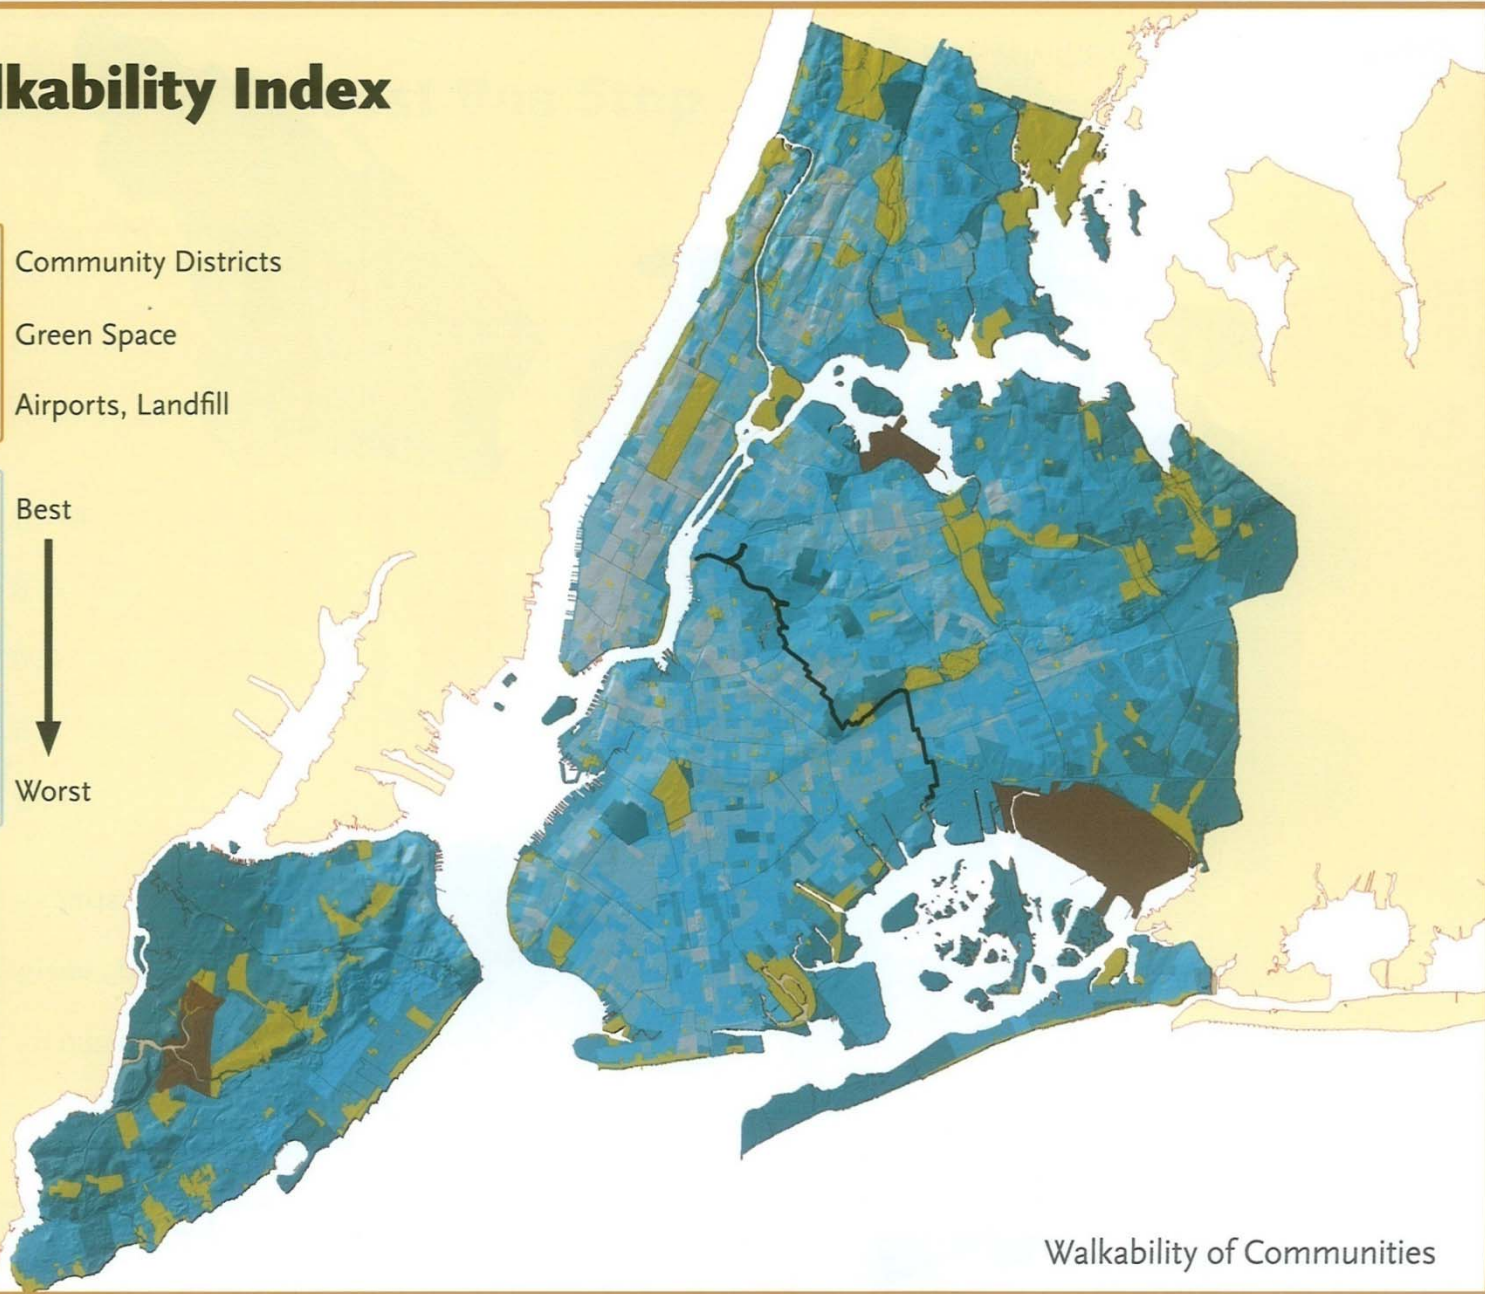 lkability Index
Community Districts
Green Space
Airports, Landfill
Best
Worst
Walkability of Communities